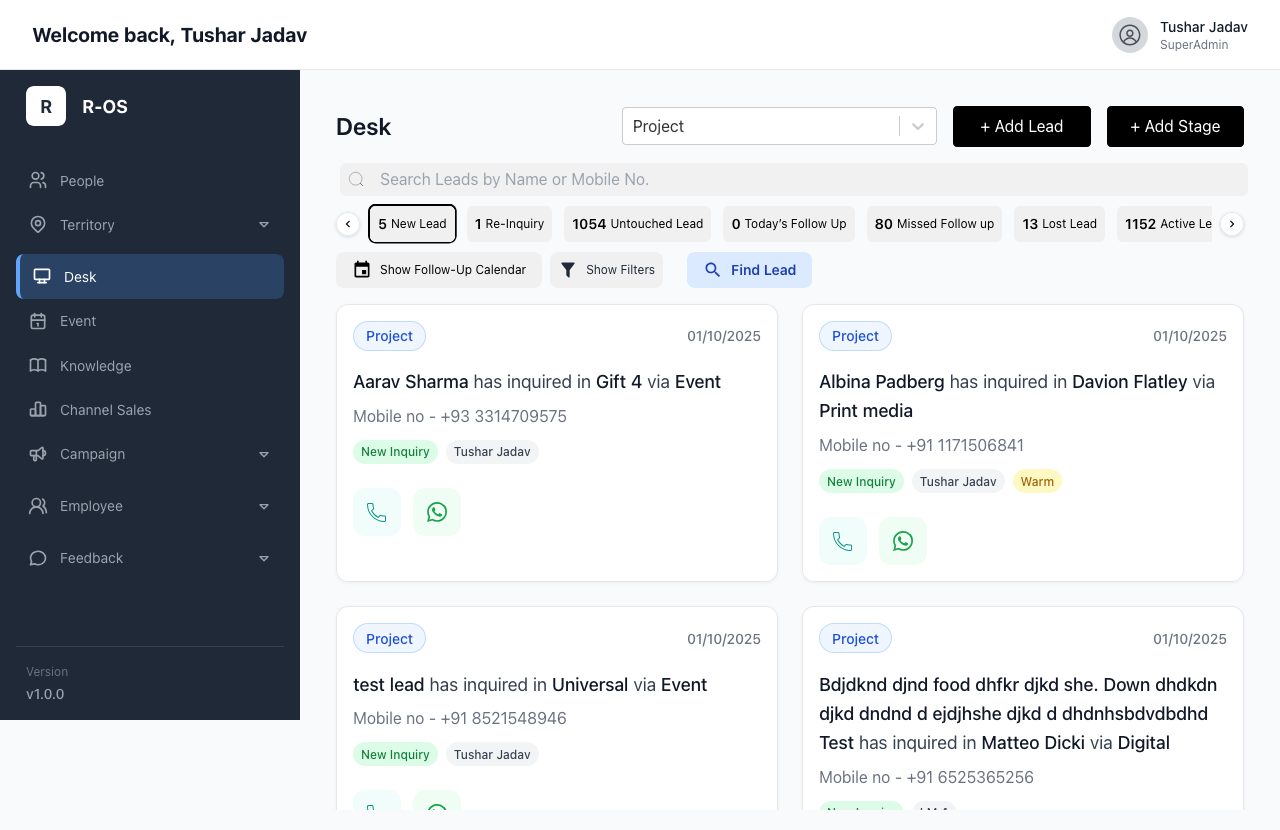 Welcome back, Tushar Jadav
Tushar Jadav
SuperAdmin
R
R-OS
People
Territory
Desk
Event
Knowledge
Channel Sales
Campaign
Employee
Feedback
Version
v1.0.0
Desk
Project
+ Add Lead
+ Add Stage
Search Leads by Name or Mobile No.
5 New Lead
1 Re-Inquiry
1054 Untouched Lead
0 Today's Follow Up
80 Missed Follow up
13 Lost Lead
1152 Active Le
Show Follow-Up Calendar
Show Filters
Find Lead
Project
01/10/2025
Aarav Sharma has inquired in Gift 4 via Event
Mobile no - +93 3314709575
New Inquiry
Tushar Jadav
Project
01/10/2025
Albina Padberg has inquired in Davion Flatley via
Print media
Mobile no - +91 1171506841
New Inquiry
Tushar Jadav
Warm
Project
01/10/2025
test lead has inquired in Universal via Event
Mobile no - +91 8521548946
New Inquiry
Tushar Jadav
Project
01/10/2025
Bdjdknd djnd food dhfkr djkd she. Down dhdkdn
djkd dndnd d ejdjhshe djkd d dhdnhsbdvdbdhd
Test has inquired in Matteo Dicki via Digital
Mobile no - +91 6525365256